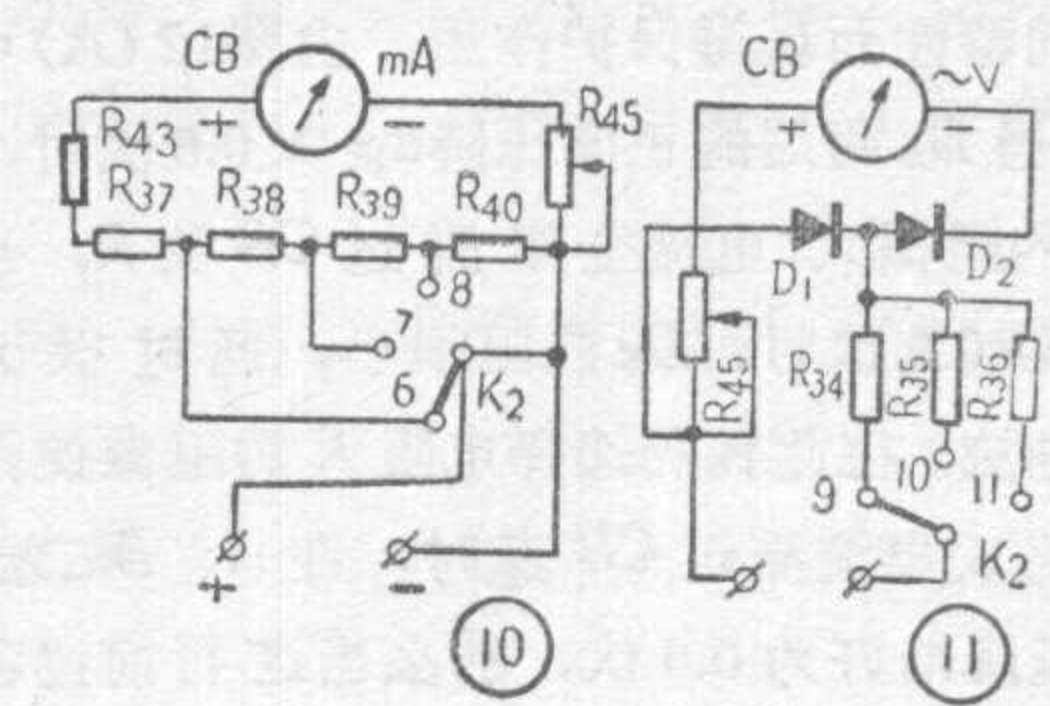 CB mA
+ −
R43 R45
R37 R38 R39 R40
8
7
6 K2
+ −
10
CB ~V
+ −
D1 D2
R45 R34 R35 R36
9 10 11
K2
11